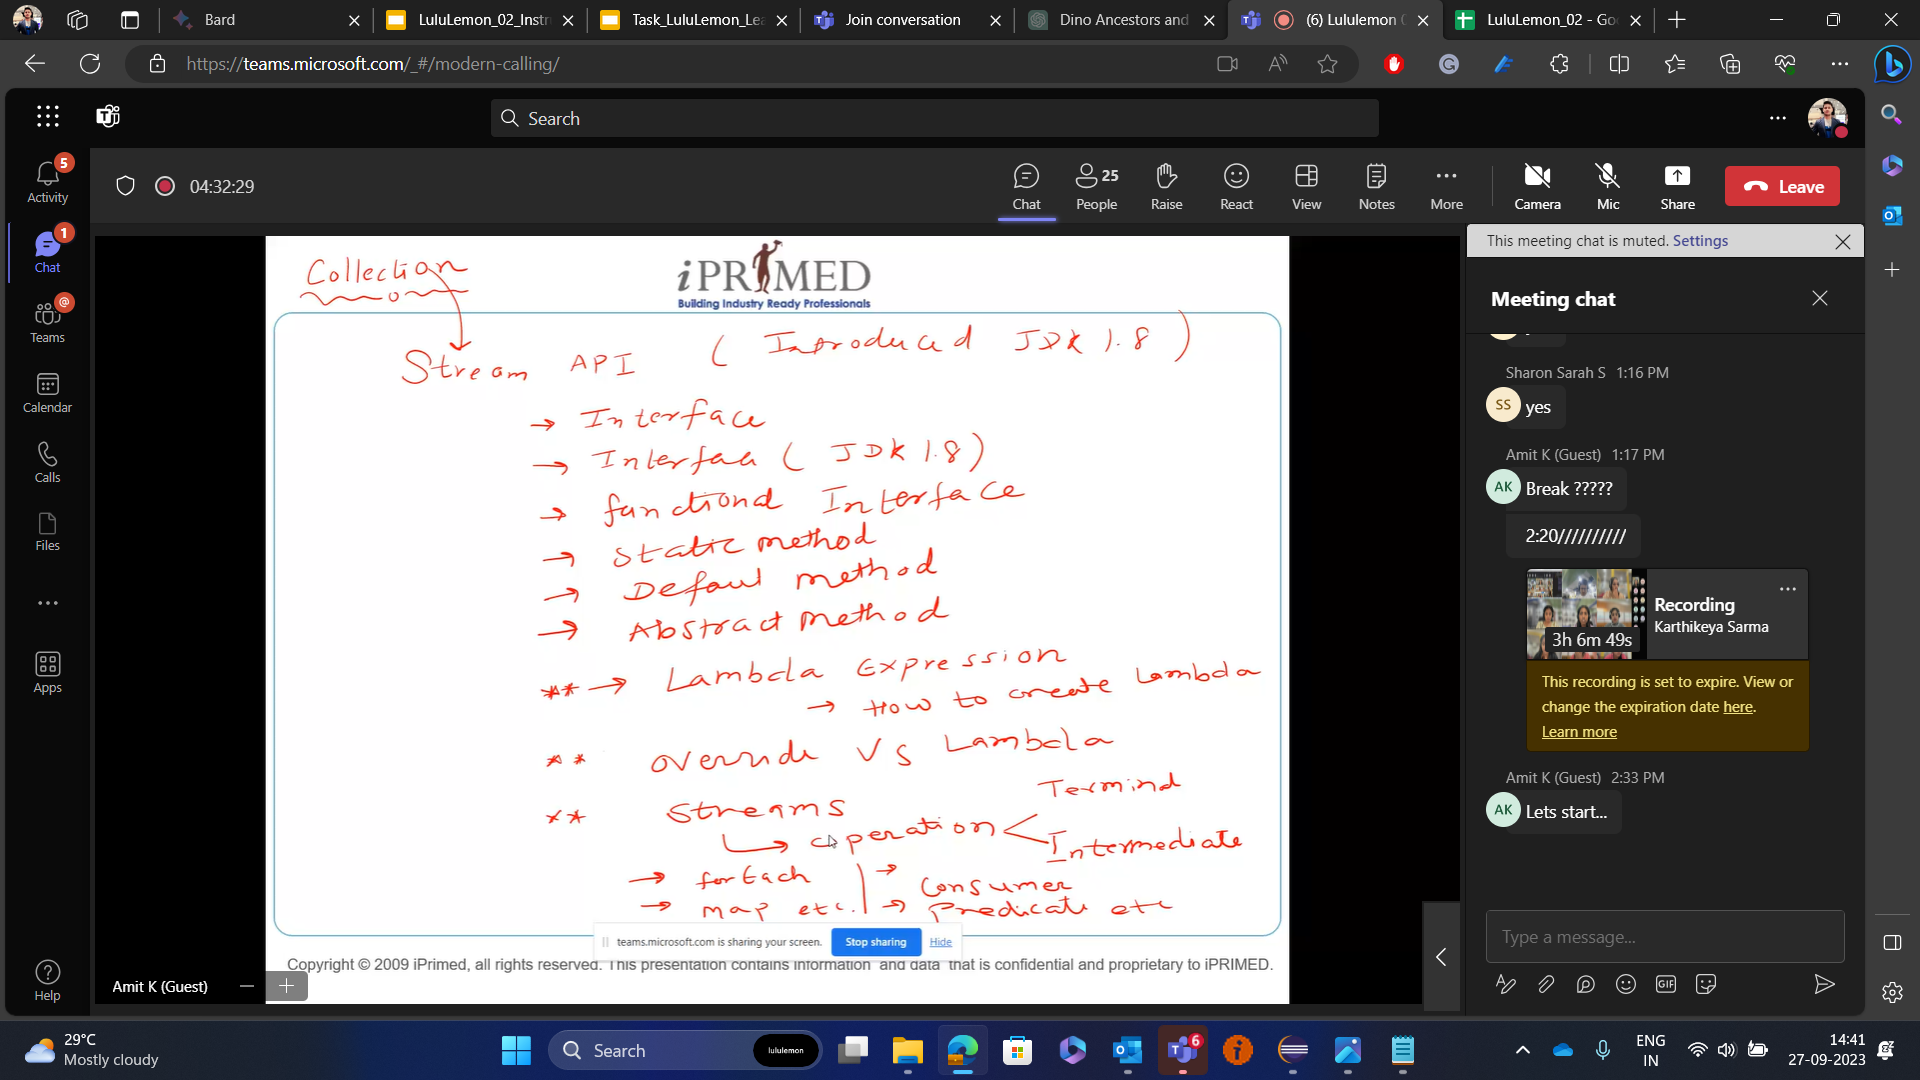 Bard
LuluLemon_02_Instr
Task_LuluLemon_Lea
Join conversation
Dino Ancestors and
(6) Lululemon
LuluLemon_02 - Go
https://teams.microsoft.com/_#/modern-calling/
Search
04:32:29
Chat
25
People
Raise
React
View
Notes
More
Camera
Mic
Share
Leave
5
Activity
1
Chat
@
Teams
Calendar
Calls
Files
Apps
Help
Collection
iPRIMED
Building Industry Ready Professionals
Stream API ( Introduced JDK 1.8 )
→ Interface
→ Interface ( JDK 1.8)
→ functional Interface
→ Static method
→ Defaul method
→ Abstract method
** → Lambda Expression
→ How to create Lambda
** override VS Lambda
** Streams
Terminal
operation
Intermediate
→ forEach
→ map etc.
→ Consumer
→ Predicate etc
teams.microsoft.com is sharing your screen.
Stop sharing
Hide
Copyright © 2009 iPrimed, all rights reserved. This presentation contains information and data that is confidential and proprietary to iPRIMED.
Amit K (Guest)
This meeting chat is muted. Settings
Meeting chat
Sharon Sarah S 1:16 PM
SS
yes
Amit K (Guest) 1:17 PM
AK
Break ?????
2:20//////////
Recording
Karthikeya Sarma
3h 6m 49s
This recording is set to expire. View or
change the expiration date here.
Learn more
Amit K (Guest) 2:33 PM
AK
Lets start...
Type a message...
GIF
29°C
Mostly cloudy
Search
lululemon
6
ENG
IN
14:41
27-09-2023